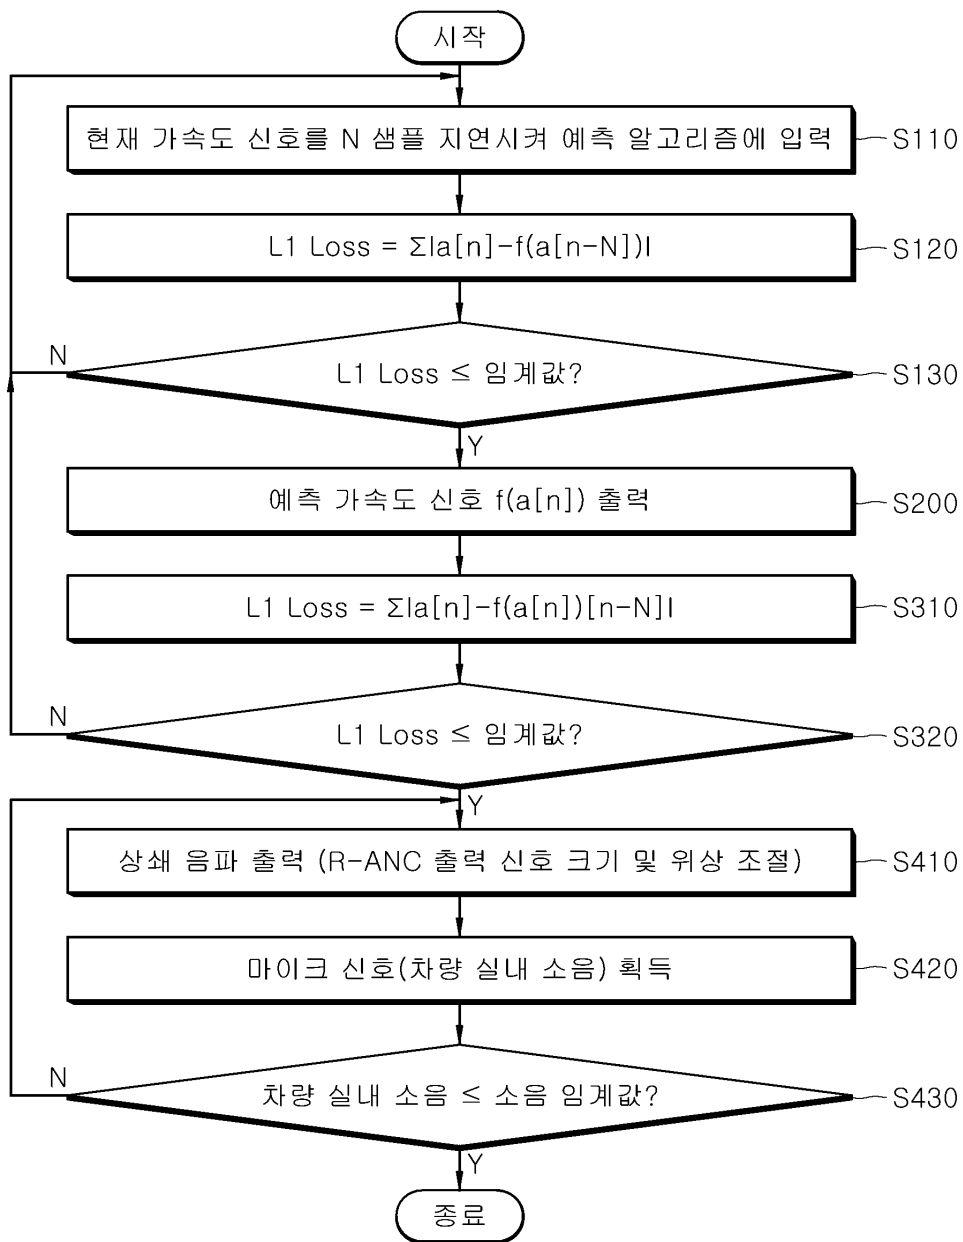 시작
현재 가속도 신호를 N 샘플 지연시켜 예측 알고리즘에 입력
S110
L1 Loss = Σ|a[n]-f(a[n-N])|
S120
L1 Loss ≤ 임계값?
S130
N
Y
예측 가속도 신호 f(a[n]) 출력
S200
L1 Loss = Σ|a[n]-f(a[n])[n-N]|
S310
L1 Loss ≤ 임계값?
S320
N
Y
상쇄 음파 출력 (R-ANC 출력 신호 크기 및 위상 조절)
S410
마이크 신호(차량 실내 소음) 획득
S420
차량 실내 소음 ≤ 소음 임계값?
S430
N
Y
종료